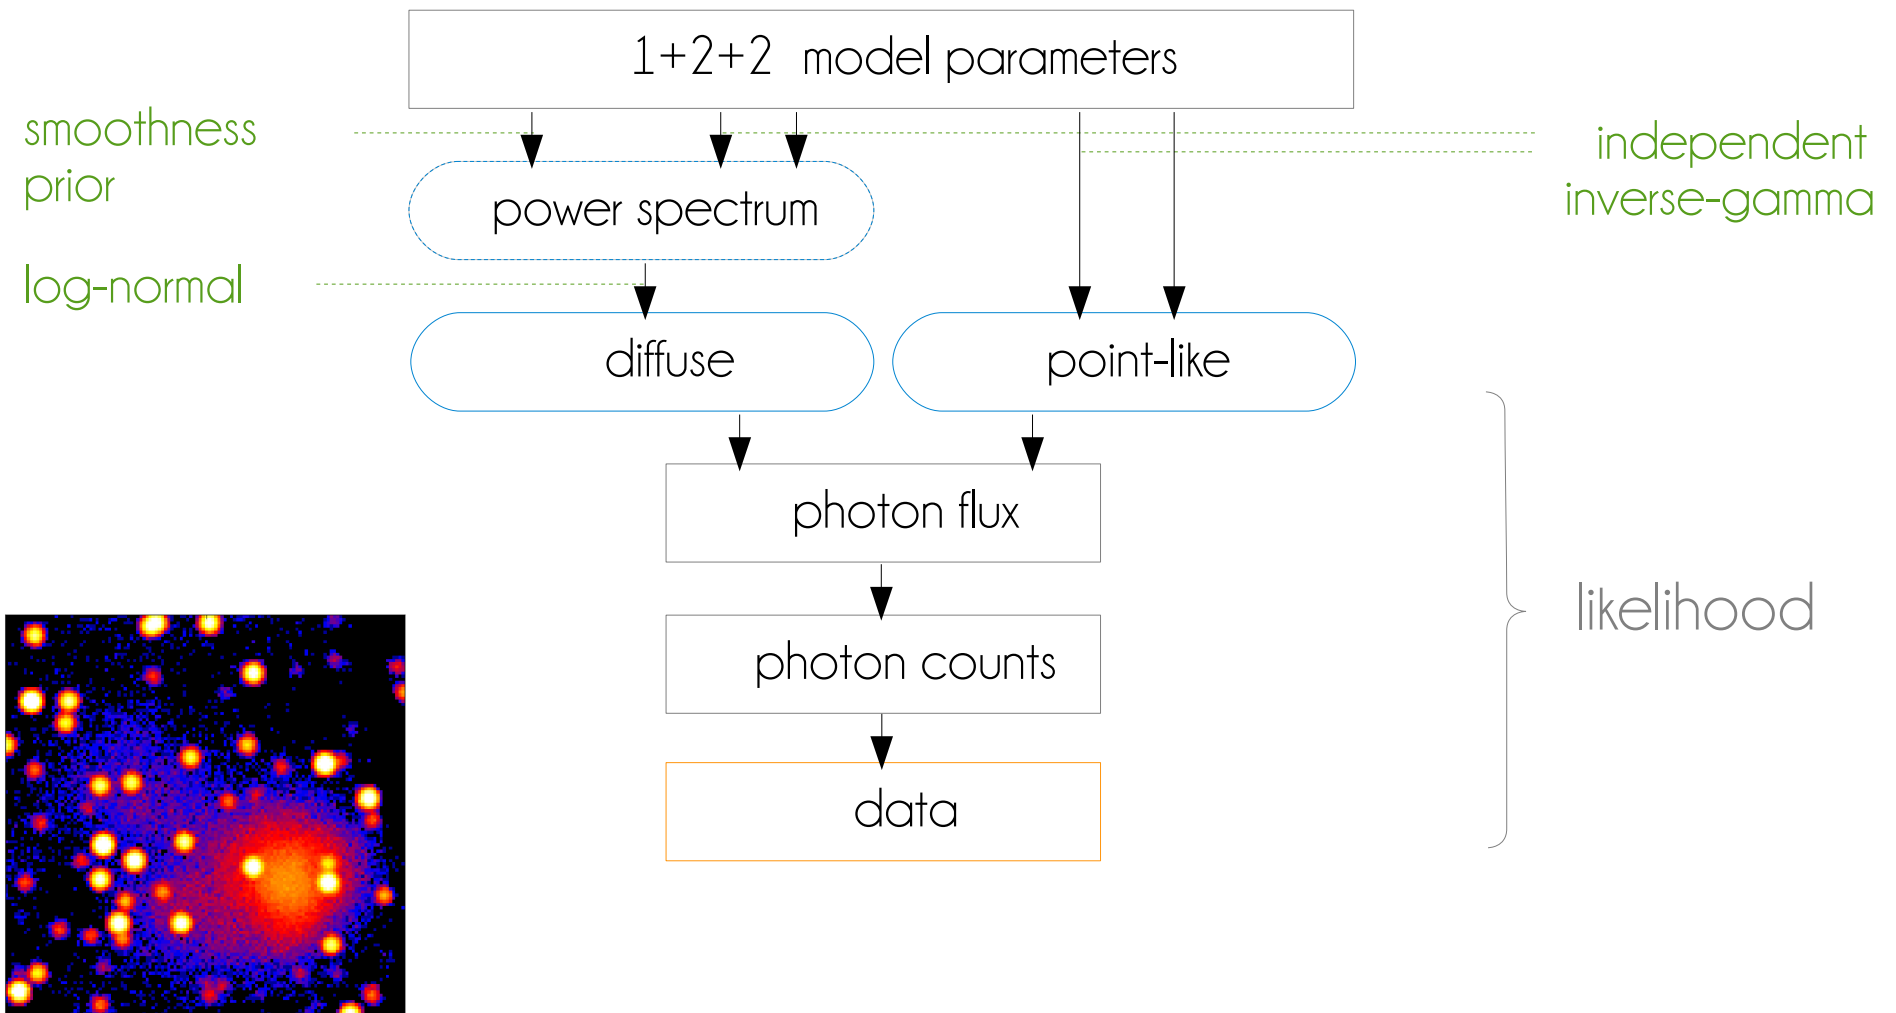 1+2+2 model parameters
smoothness
prior
independent
inverse-gamma
power spectrum
log-normal
diffuse
point-like
photon flux
likelihood
photon counts
data